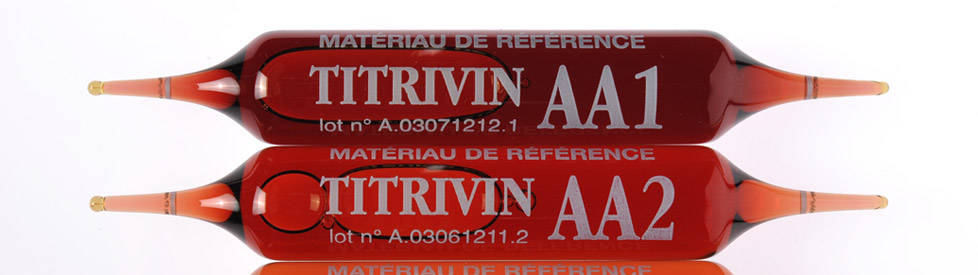 MATÉRIAU DE RÉFÉRENCE
TITRIVIN AA1
lot n° A.03071212.1
MATÉRIAU DE RÉFÉRENCE
TITRIVIN AA2
lot n° A.03061211.2